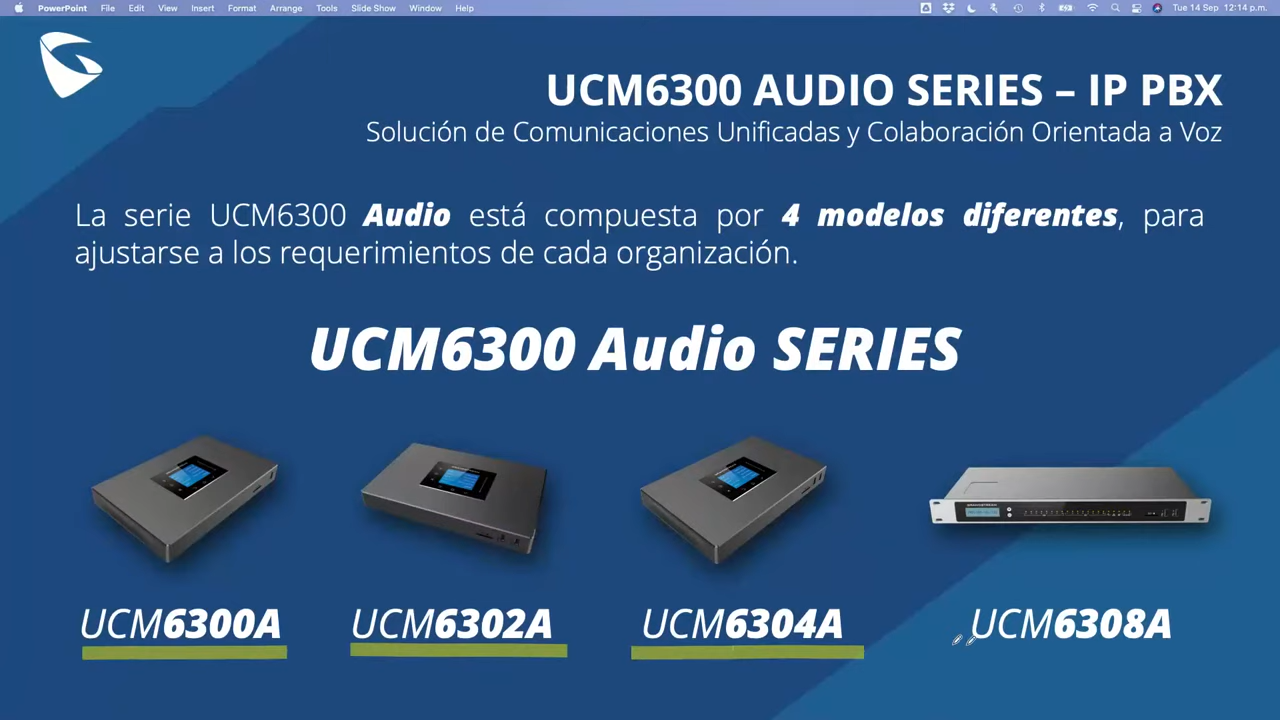 PowerPoint File Edit View Insert Format Arrange Tools Slide Show Window Help Tue 14 Sep 12:14 p.m.
UCM6300 AUDIO SERIES – IP PBX
Solución de Comunicaciones Unificadas y Colaboración Orientada a Voz
La serie UCM6300 Audio está compuesta por 4 modelos diferentes, para
ajustarse a los requerimientos de cada organización.
UCM6300 Audio SERIES
UCM6300A UCM6302A UCM6304A UCM6308A